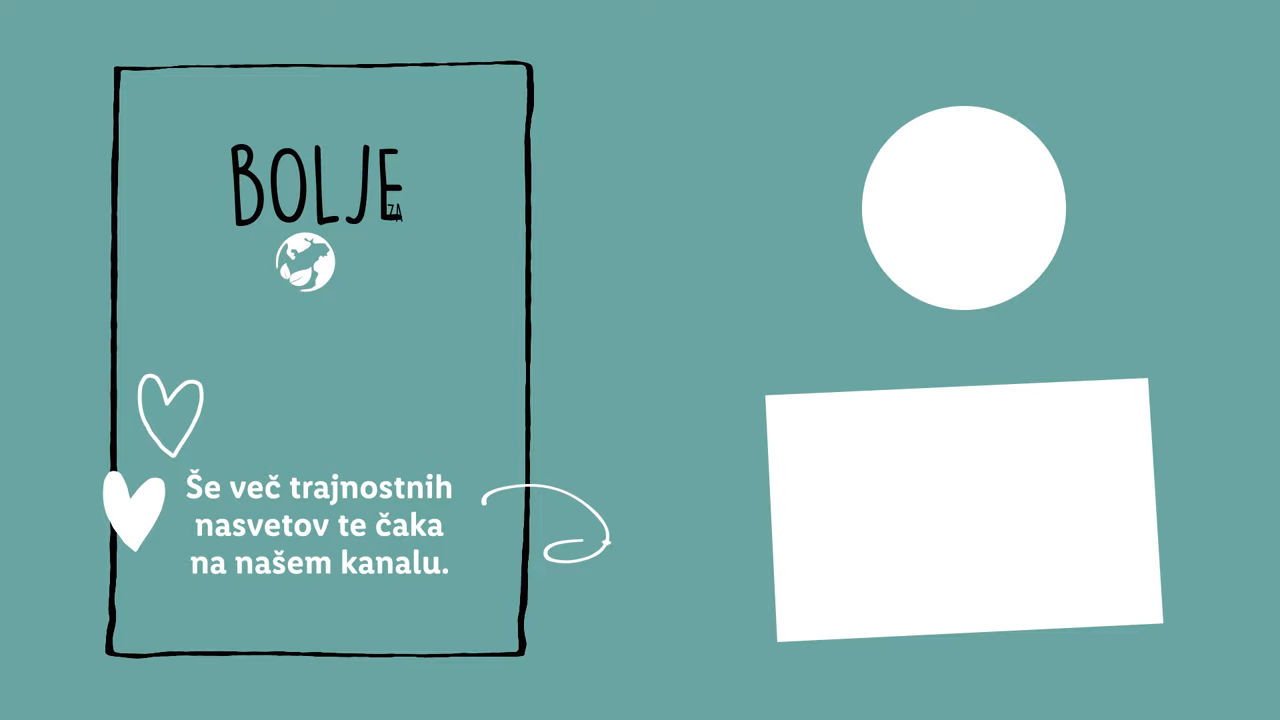 BOLJE
ZA
Še več trajnostnih
nasvetov te čaka
na našem kanalu.